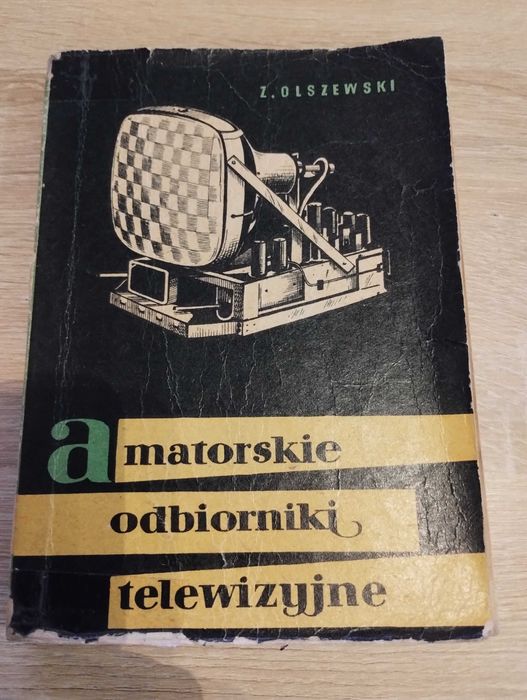 Z. OLSZEWSKI
amatorskie
odbiorniki
telewizyjne